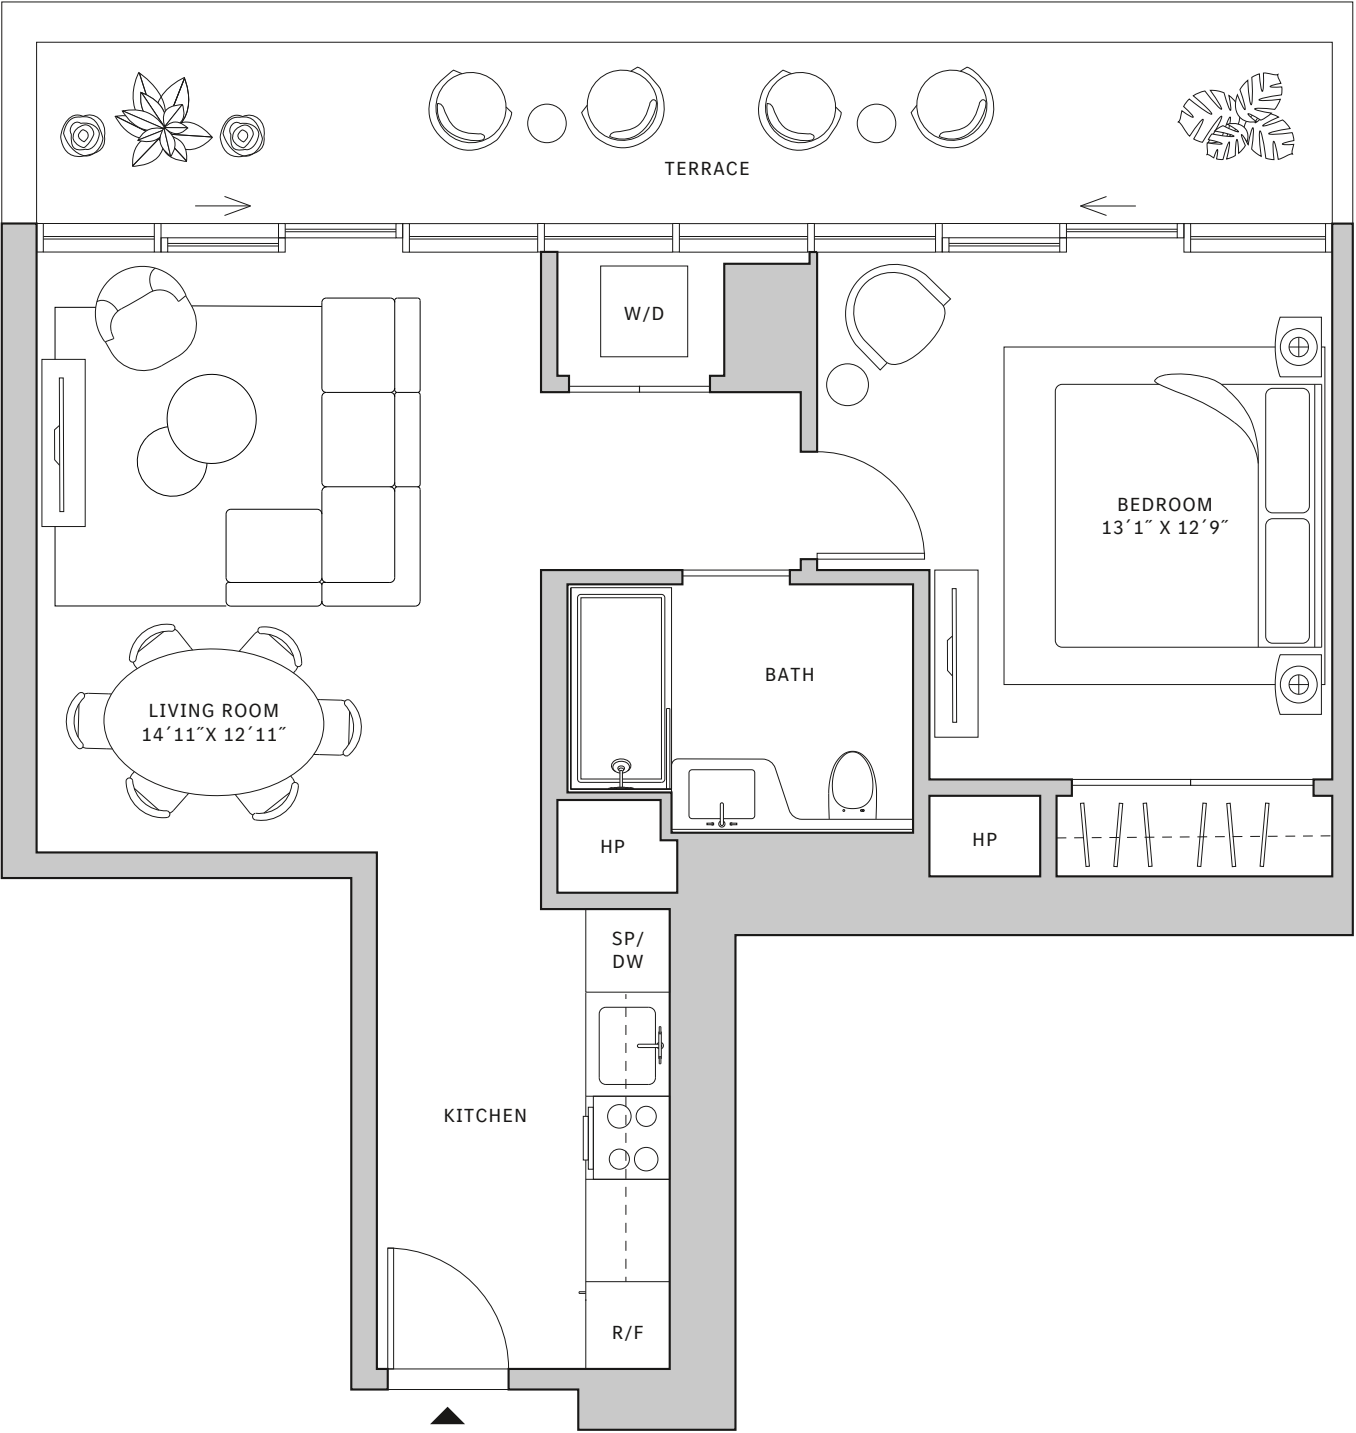 TERRACE
W/D
BEDROOM
13´1˝ X 12´9˝
BATH
LIVING ROOM
14´11˝X 12´11˝
HP
HP
SP/
DW
KITCHEN
R/F